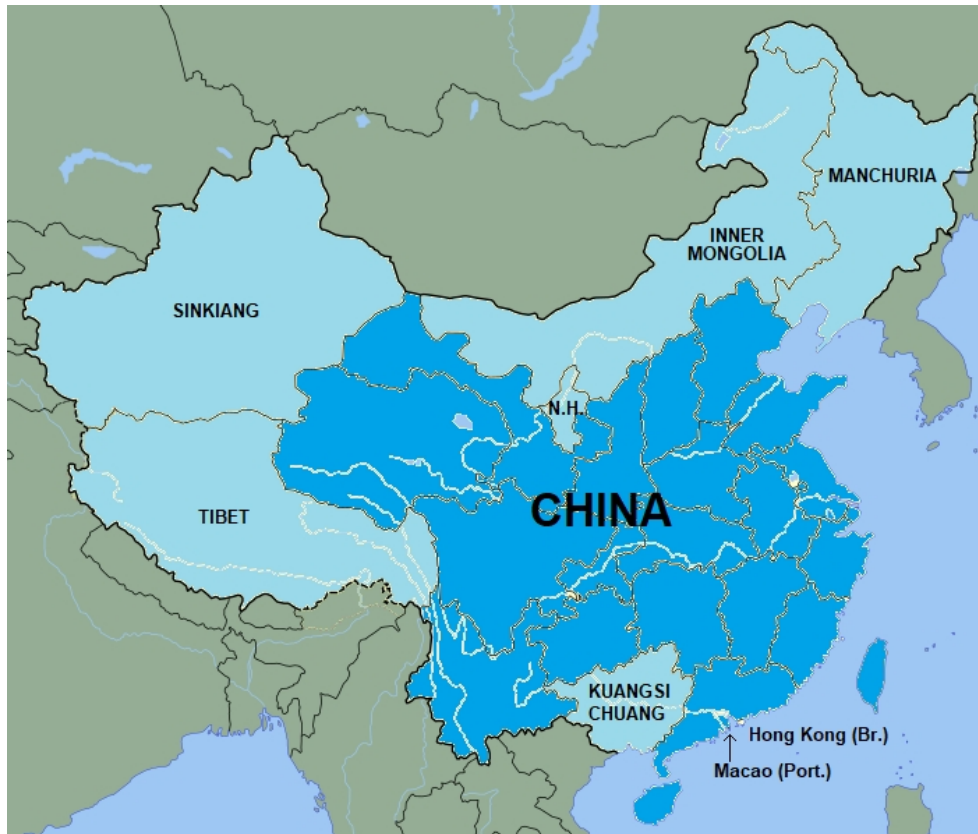 MANCHURIA
INNER
MONGOLIA
SINKIANG
N.H.
CHINA
TIBET
KUANGSI
CHUANG
Hong Kong (Br.)
Macao (Port.)